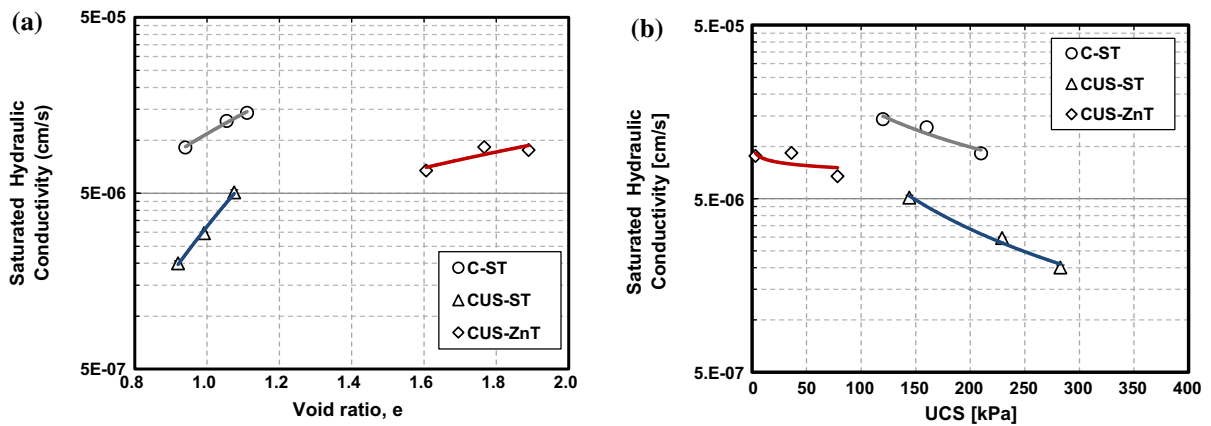 (a)
5E-05
5E-06
5E-07
Saturated Hydraulic
Conductivity (cm/s)
C-ST
CUS-ST
CUS-ZnT
0.8 1.0 1.2 1.4 1.6 1.8 2.0
Void ratio, e
(b)
5.E-05
5.E-06
5.E-07
Saturated Hydraulic
Conductivity [cm/s]
C-ST
CUS-ST
CUS-ZnT
0 50 100 150 200 250 300 350 400
UCS [kPa]